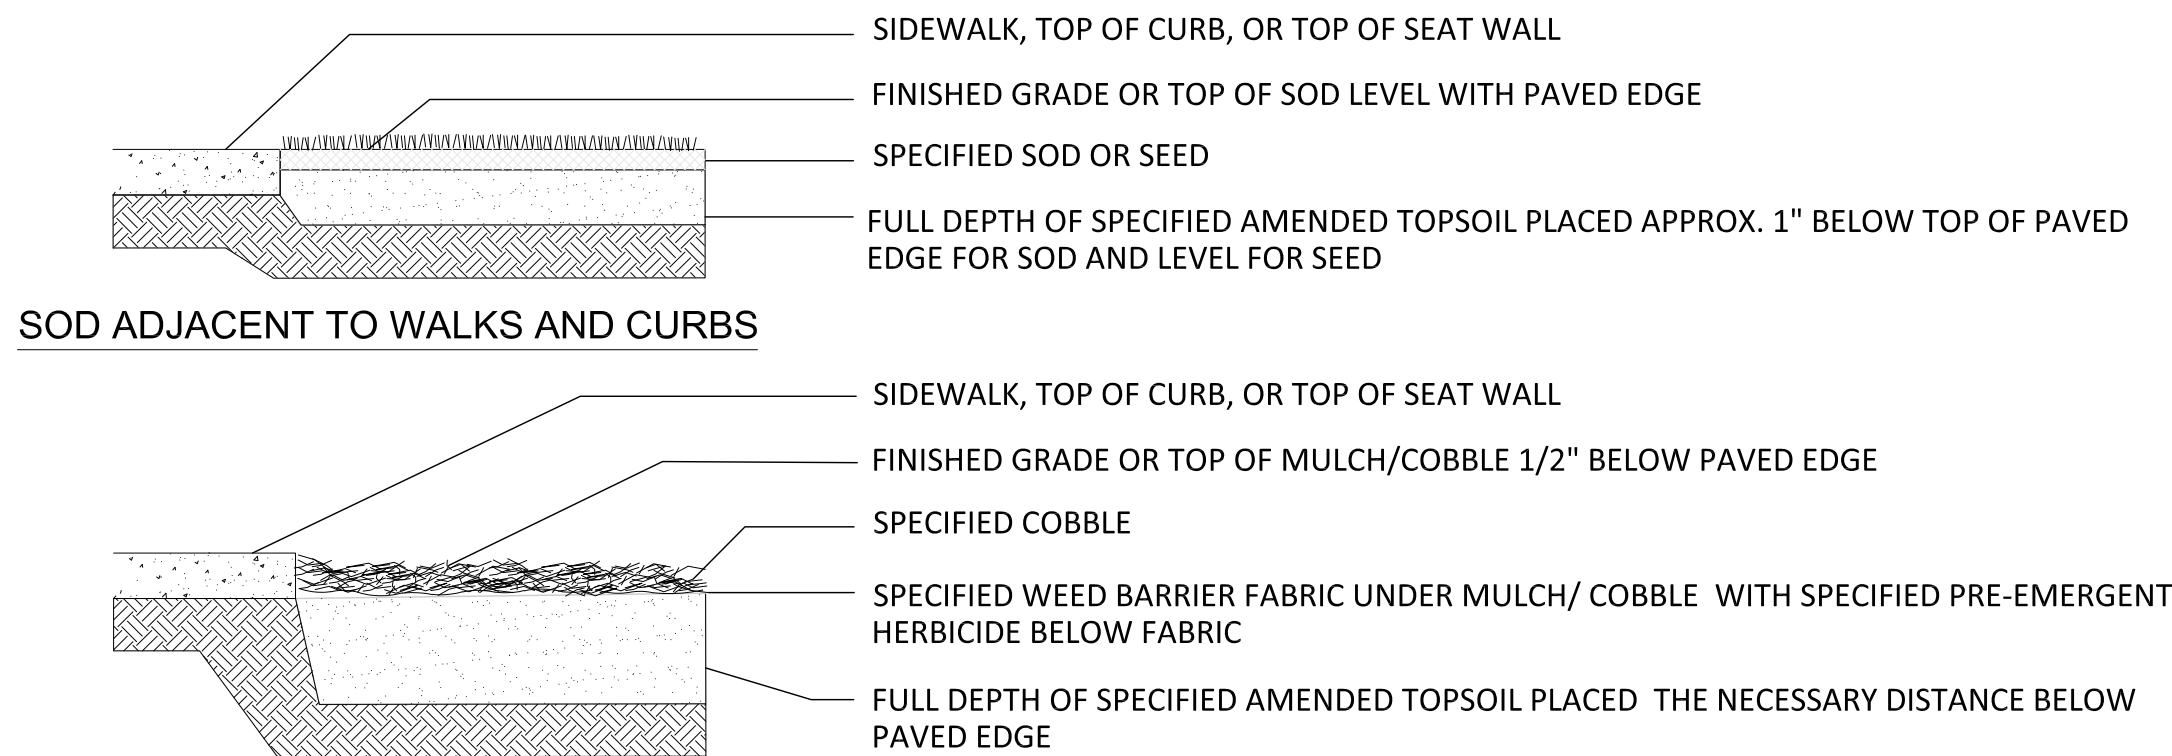 SIDEWALK, TOP OF CURB, OR TOP OF SEAT WALL
FINISHED GRADE OR TOP OF SOD LEVEL WITH PAVED EDGE
SPECIFIED SOD OR SEED
FULL DEPTH OF SPECIFIED AMENDED TOPSOIL PLACED APPROX. 1" BELOW TOP OF PAVED
EDGE FOR SOD AND LEVEL FOR SEED
SOD ADJACENT TO WALKS AND CURBS
SIDEWALK, TOP OF CURB, OR TOP OF SEAT WALL
FINISHED GRADE OR TOP OF MULCH/COBBLE 1/2" BELOW PAVED EDGE
SPECIFIED COBBLE
SPECIFIED WEED BARRIER FABRIC UNDER MULCH/ COBBLE  WITH SPECIFIED PRE-EMERGENT
HERBICIDE BELOW FABRIC
FULL DEPTH OF SPECIFIED AMENDED TOPSOIL PLACED  THE NECESSARY DISTANCE BELOW
PAVED EDGE